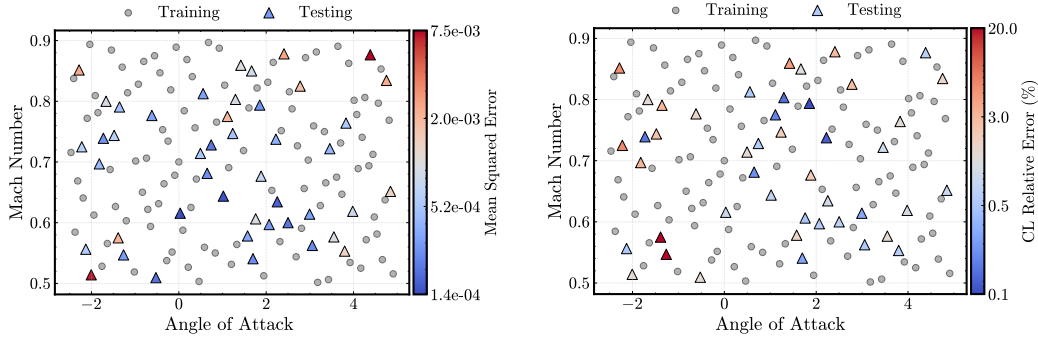 Training Testing
0.9
0.8
0.7
0.6
0.5
−2 0 2 4
Angle of Attack
Mach Number
7.5e-03
2.0e-03
5.2e-04
1.4e-04
Mean Squared Error
Training Testing
0.9
0.8
0.7
0.6
0.5
−2 0 2 4
Angle of Attack
Mach Number
20.0
3.0
0.5
0.1
CL Relative Error (%)